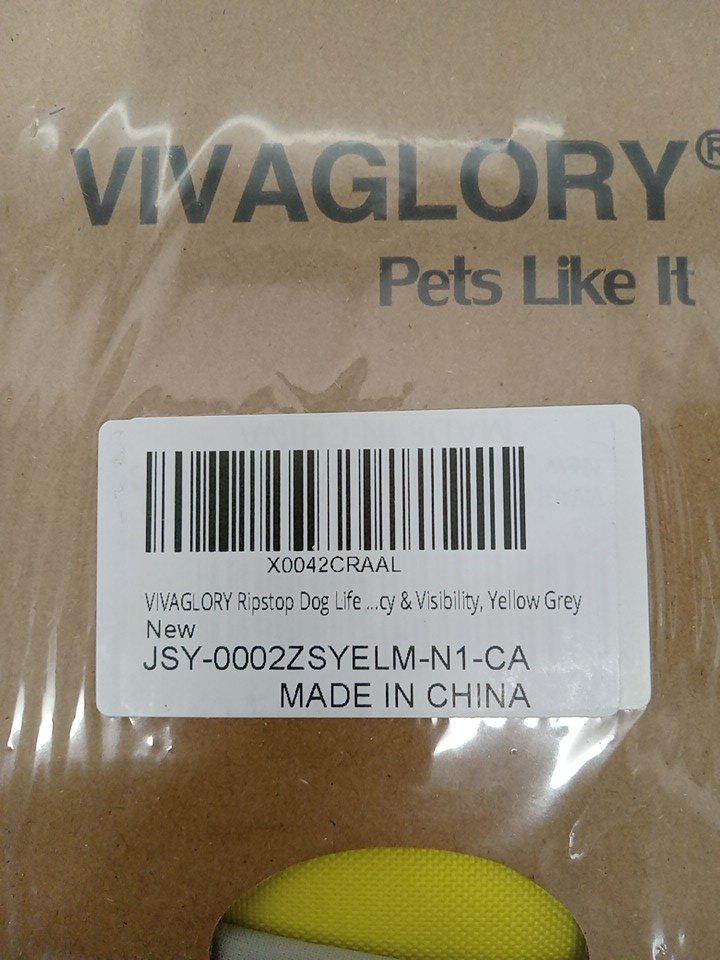 VIVAGLORY®
Pets Like It
X0042CRAAL
VIVAGLORY Ripstop Dog Life ...cy & Visibility, Yellow Grey
New
JSY-0002ZSYELM-N1-CA
MADE IN CHINA